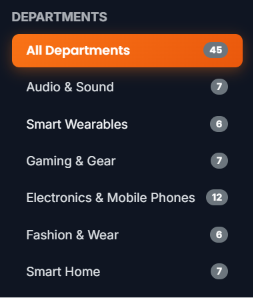 DEPARTMENTS
All Departments 45
Audio & Sound 7
Smart Wearables 6
Gaming & Gear 7
Electronics & Mobile Phones 12
Fashion & Wear 6
Smart Home 7